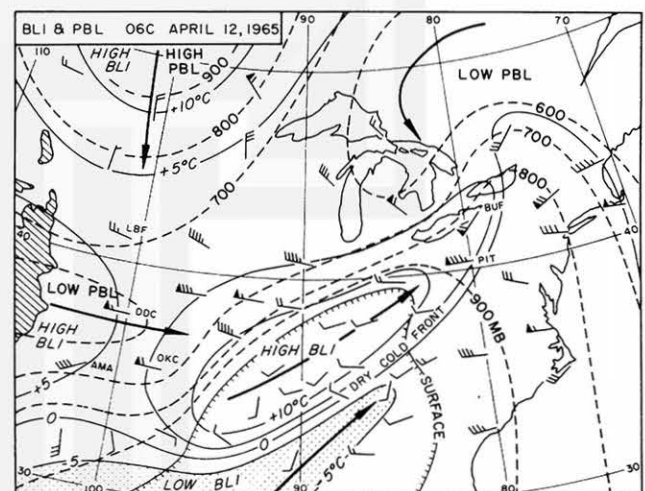 BLI & PBL 06C APRIL 12, 1965
90
80
70
110
HIGH
BLI
HIGH
PBL
900
+10°C
LOW PBL
800
600
+5°C
700
700
800
BUF
40
LBF
40
PIT
LOW PBL
DDC
900 MB
HIGH
BLI
HIGH BLI
DRY COLD FRONT
AMA
OKC
+5
SURFACE
+10°C
0
0
-5
-5°C
30
LOW BLI
30
100
90
80